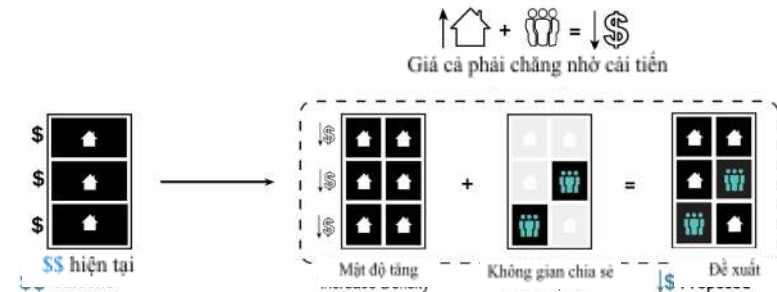 + = $
Giá cả phải chăng nhờ cải tiến
$ $
$ + = $
$ $
$$ hiện tại
Mật độ tăng Không gian chia sẻ Đề xuất
$